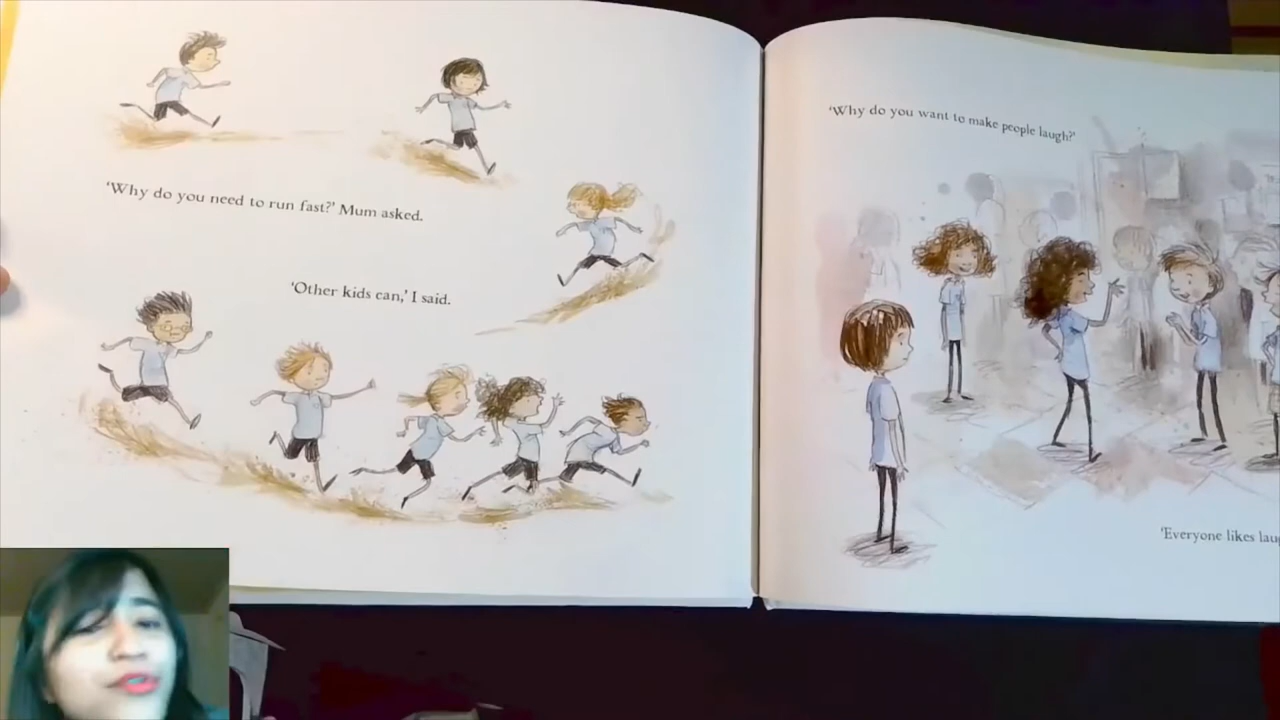 ‘Why do you need to run fast?’ Mum asked.
‘Other kids can,’ I said.
‘Why do you want to make people laugh?’
‘Everyone likes